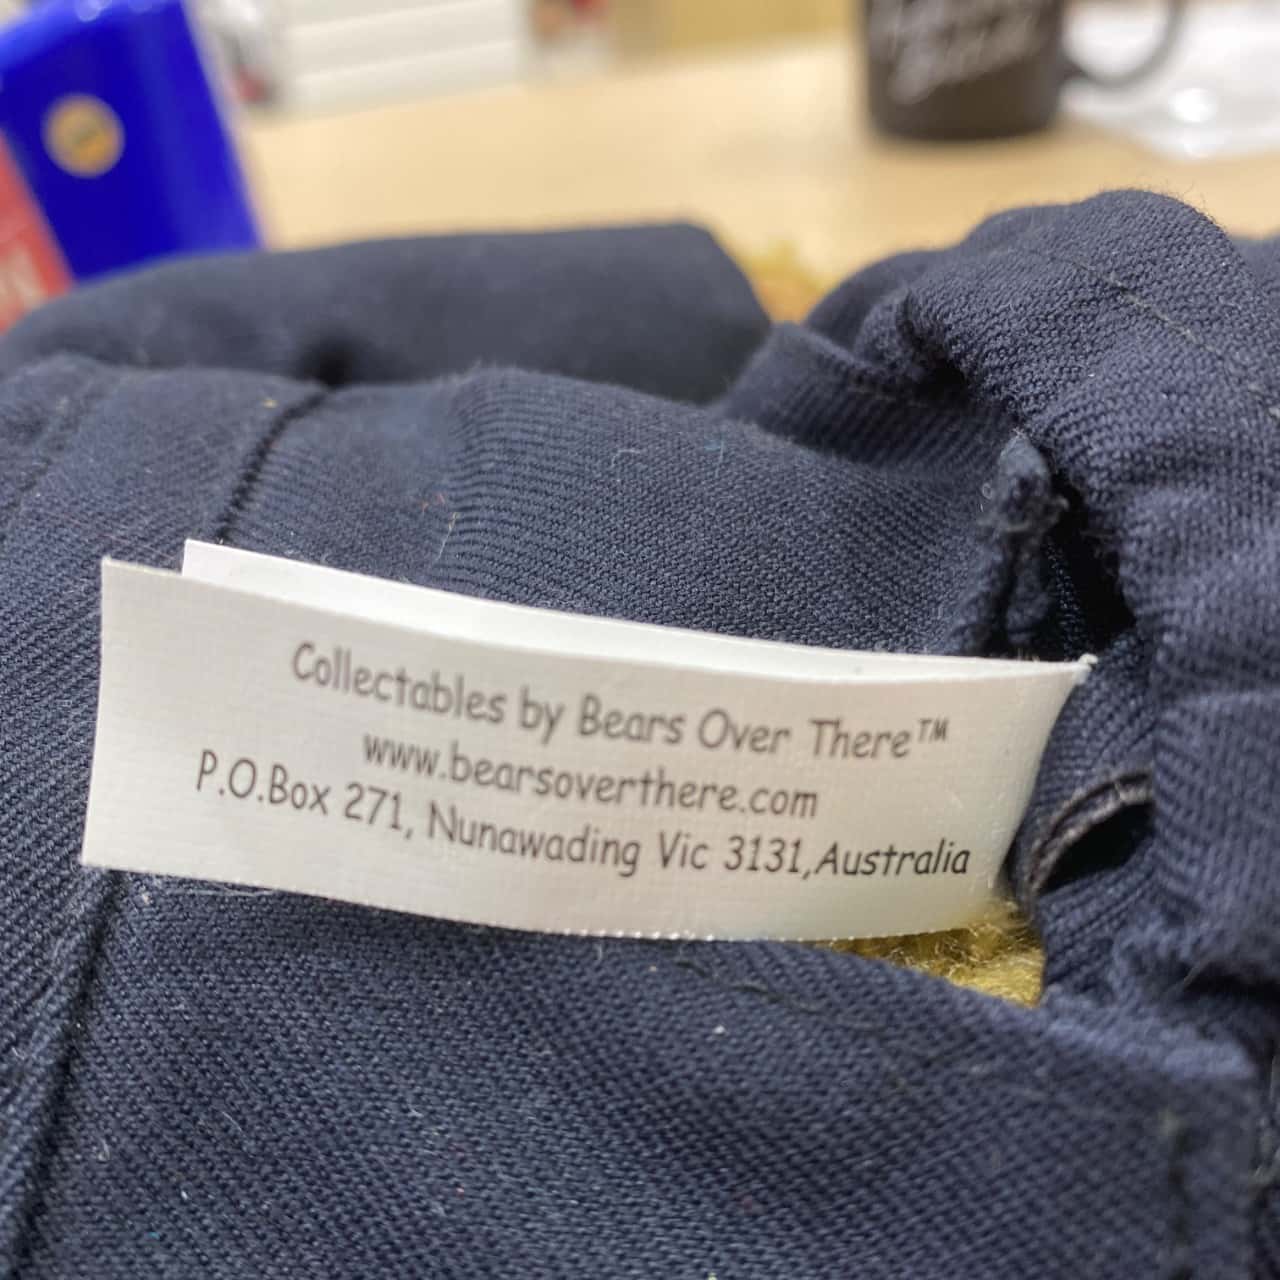 Collectables by Bears Over There™
www.bearsoverthere.com
P.O.Box 271, Nunawading Vic 3131,Australia